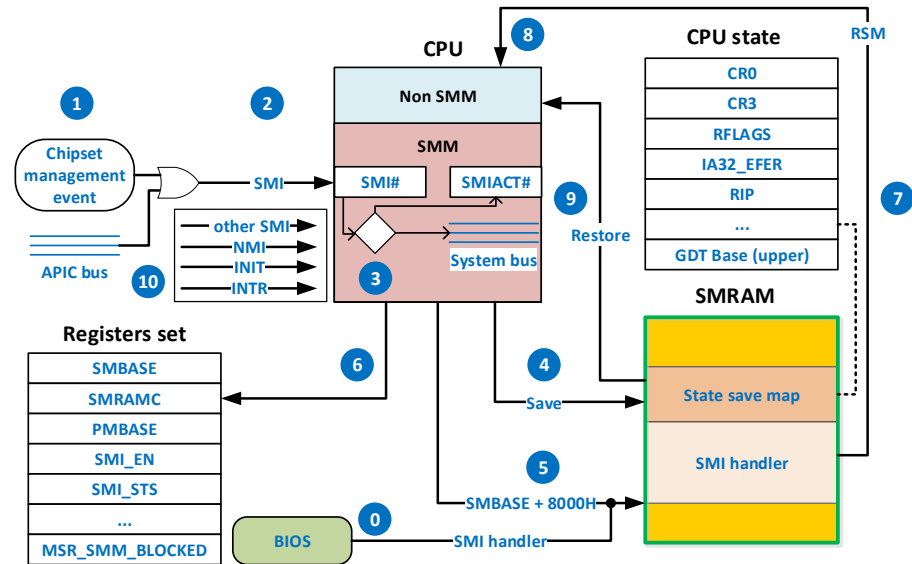 8
RSM
CPU
CPU state
CR0
CR3
RFLAGS
IA32_EFER
RIP
...
GDT Base (upper)
1
2
Non SMM
SMM
Chipset
management
event
SMI
SMI#
SMIACT#
9
7
APIC bus
10
other SMI
NMI
INIT
INTR
3
System bus
Restore
SMRAM
Registers set
SMBASE
SMRAMC
PMBASE
SMI_EN
SMI_STS
...
MSR_SMM_BLOCKED
6
4
Save
State save map
SMI handler
5
SMBASE + 8000H
0
BIOS
SMI handler